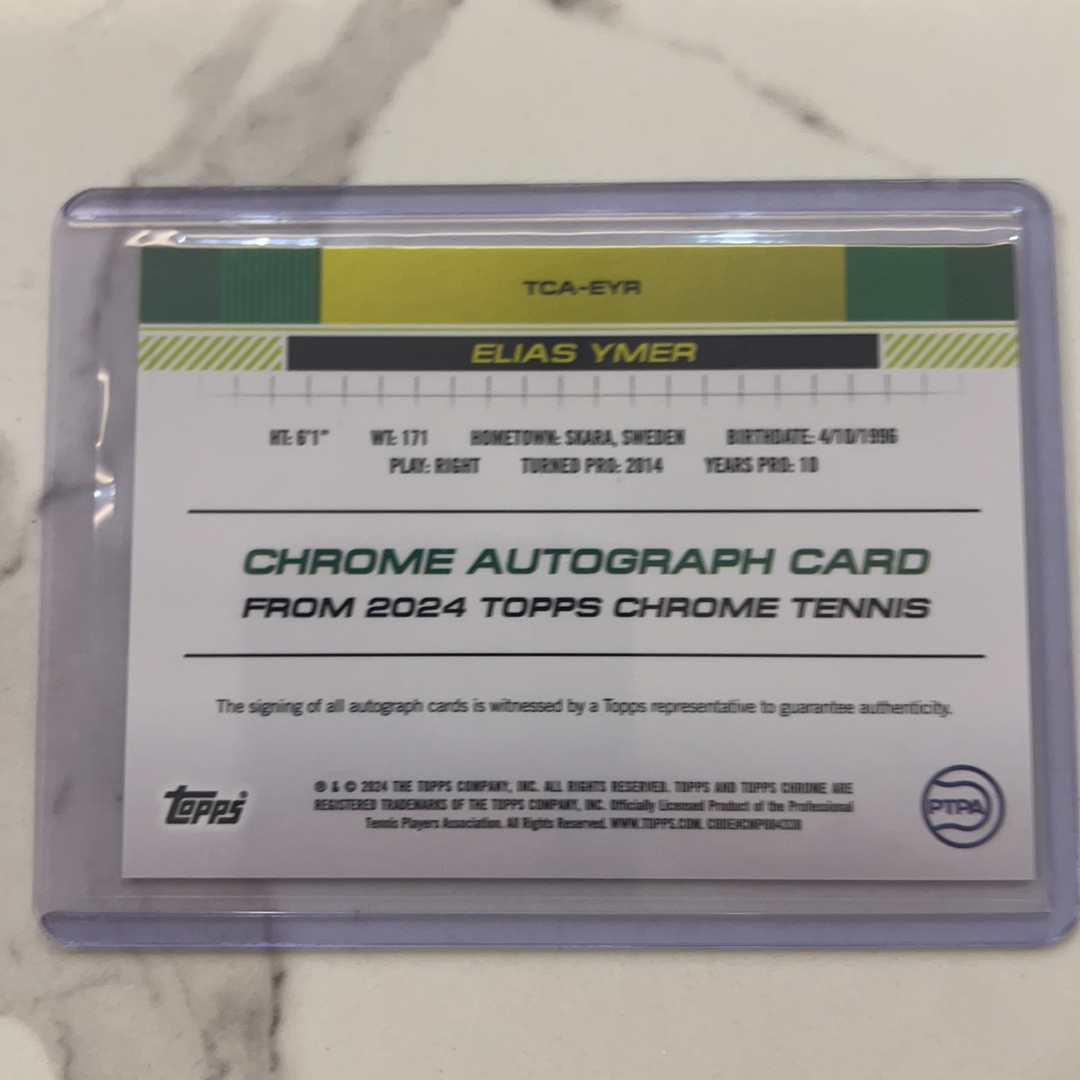 TCA-EYR
ELIAS YMER
HT: 6'1" WT: 171 HOMETOWN: SKARA, SWEDEN BIRTHDATE: 4/10/1996
PLAY: RIGHT TURNED PRO: 2014 YEARS PRO: 10
CHROME AUTOGRAPH CARD
FROM 2024 TOPPS CHROME TENNIS
The signing of all autograph cards is witnessed by a Topps representative to guarantee authenticity.
® & © 2024 THE TOPPS COMPANY, INC. ALL RIGHTS RESERVED. TOPPS AND TOPPS CHROME ARE
REGISTERED TRADEMARKS OF THE TOPPS COMPANY, INC. Officially Licensed Product of the Professional
Tennis Players Association. All Rights Reserved. WWW.TOPPS.COM.
topps®
PTPA